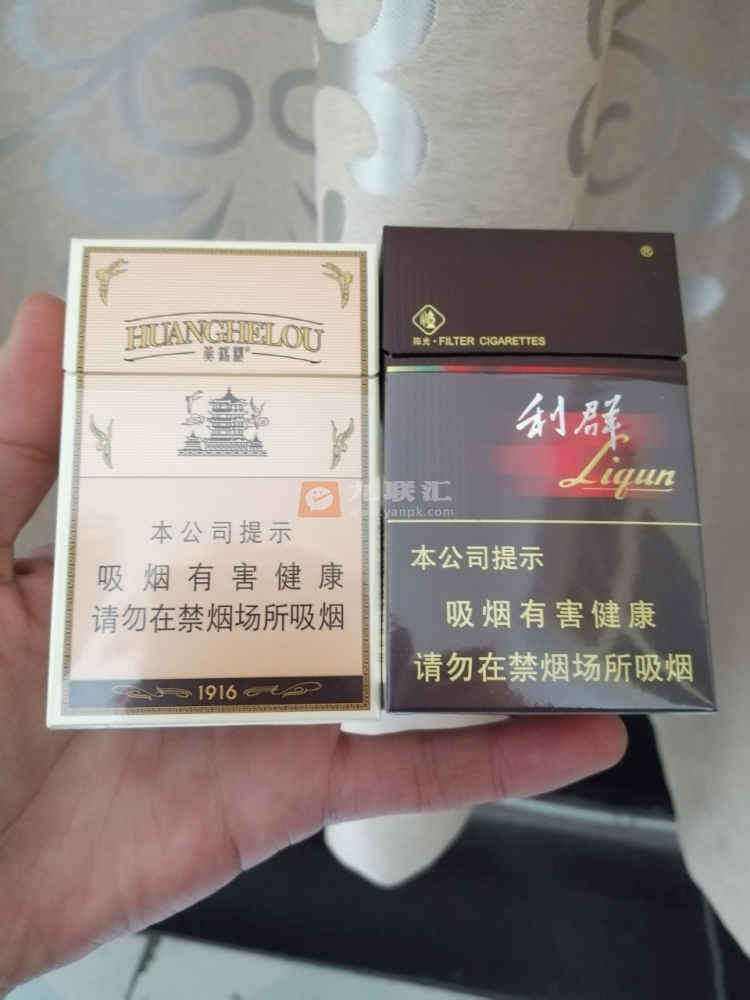 HUANGHELOU
黄鹤楼®
本公司提示
吸烟有害健康
请勿在禁烟场所吸烟
1916
®
阳光·FILTER CIGARETTES
利群
Liqun
本公司提示
吸烟有害健康
请勿在禁烟场所吸烟
九联汇
www.yanpk.com